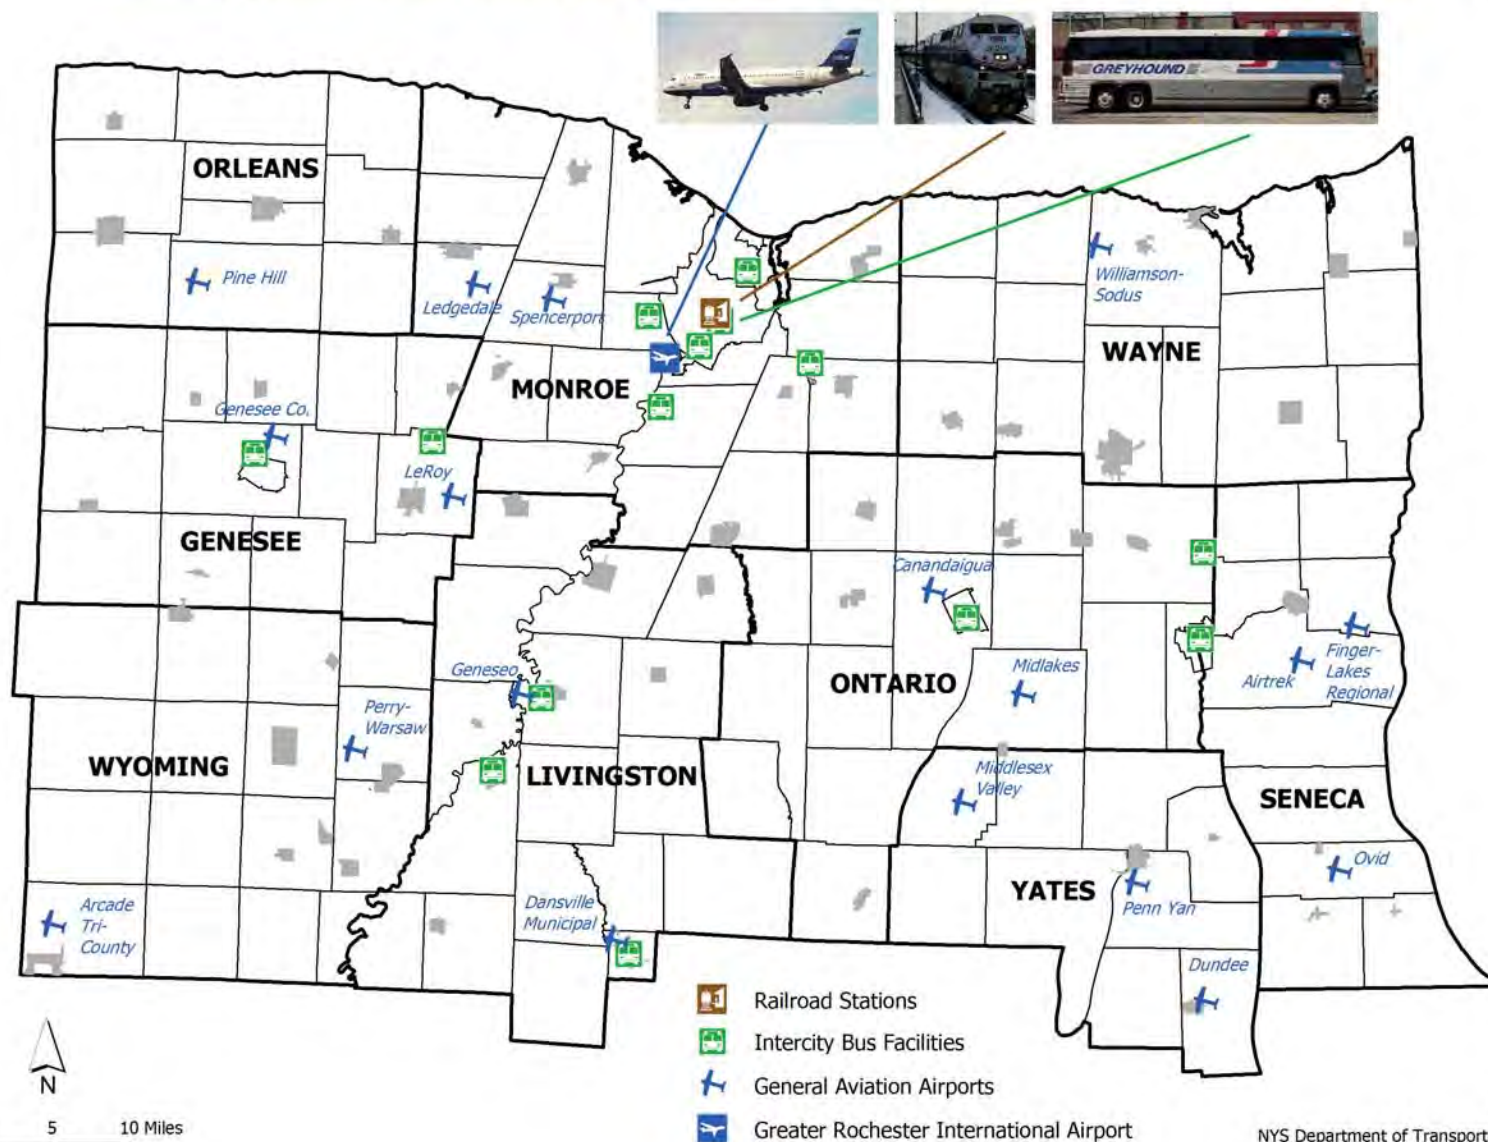 GREYHOUND
ORLEANS
Pine Hill
Ledgedale
Spencerport
Williamson-
Sodus
WAYNE
MONROE
Genesee Co.
LeRoy
GENESEE
Canandaigua
Geneseo
Midlakes
Finger-
Lakes
Regional
Airtrek
ONTARIO
Perry-
Warsaw
WYOMING
LIVINGSTON
Middlesex
Valley
SENECA
Ovid
YATES
Penn Yan
Arcade
Tri-
County
Dansville
Municipal
Dundee
Railroad Stations
Intercity Bus Facilities
General Aviation Airports
Greater Rochester International Airport
N
5 10 Miles
NYS Department of Transport